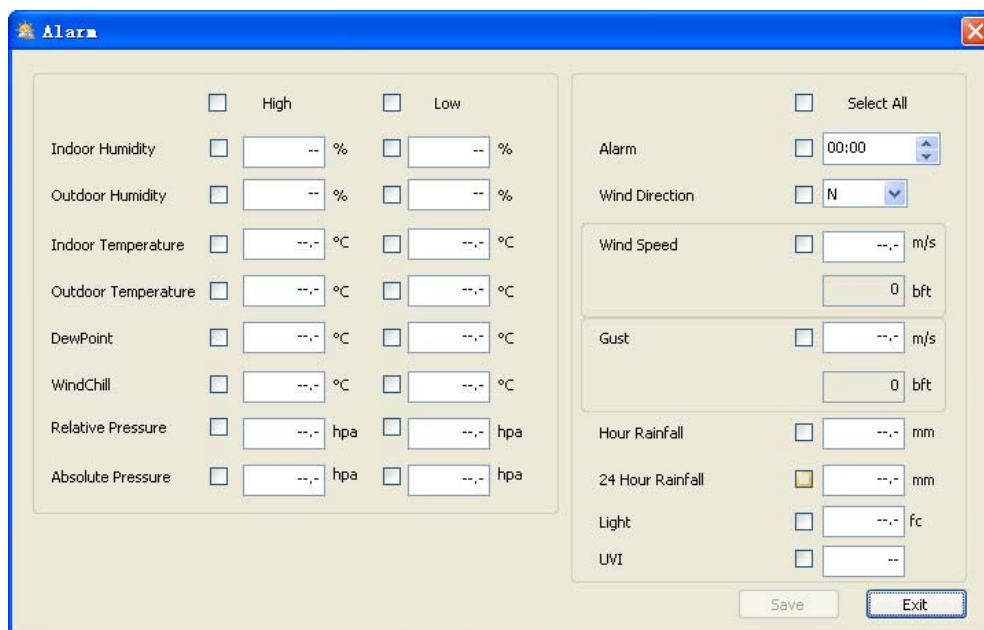 Alarm
High Low
Indoor Humidity -- % -- %
Outdoor Humidity -- % -- %
Indoor Temperature --.- °C --.- °C
Outdoor Temperature --.- °C --.- °C
DewPoint --.- °C --.- °C
WindChill --.- °C --.- °C
Relative Pressure --.- hpa --.- hpa
Absolute Pressure --.- hpa --.- hpa
Select All
Alarm 00:00
Wind Direction N
Wind Speed --.- m/s
0 bft
Gust --.- m/s
0 bft
Hour Rainfall --.- mm
24 Hour Rainfall --.- mm
Light --.- fc
UVI --
Save Exit